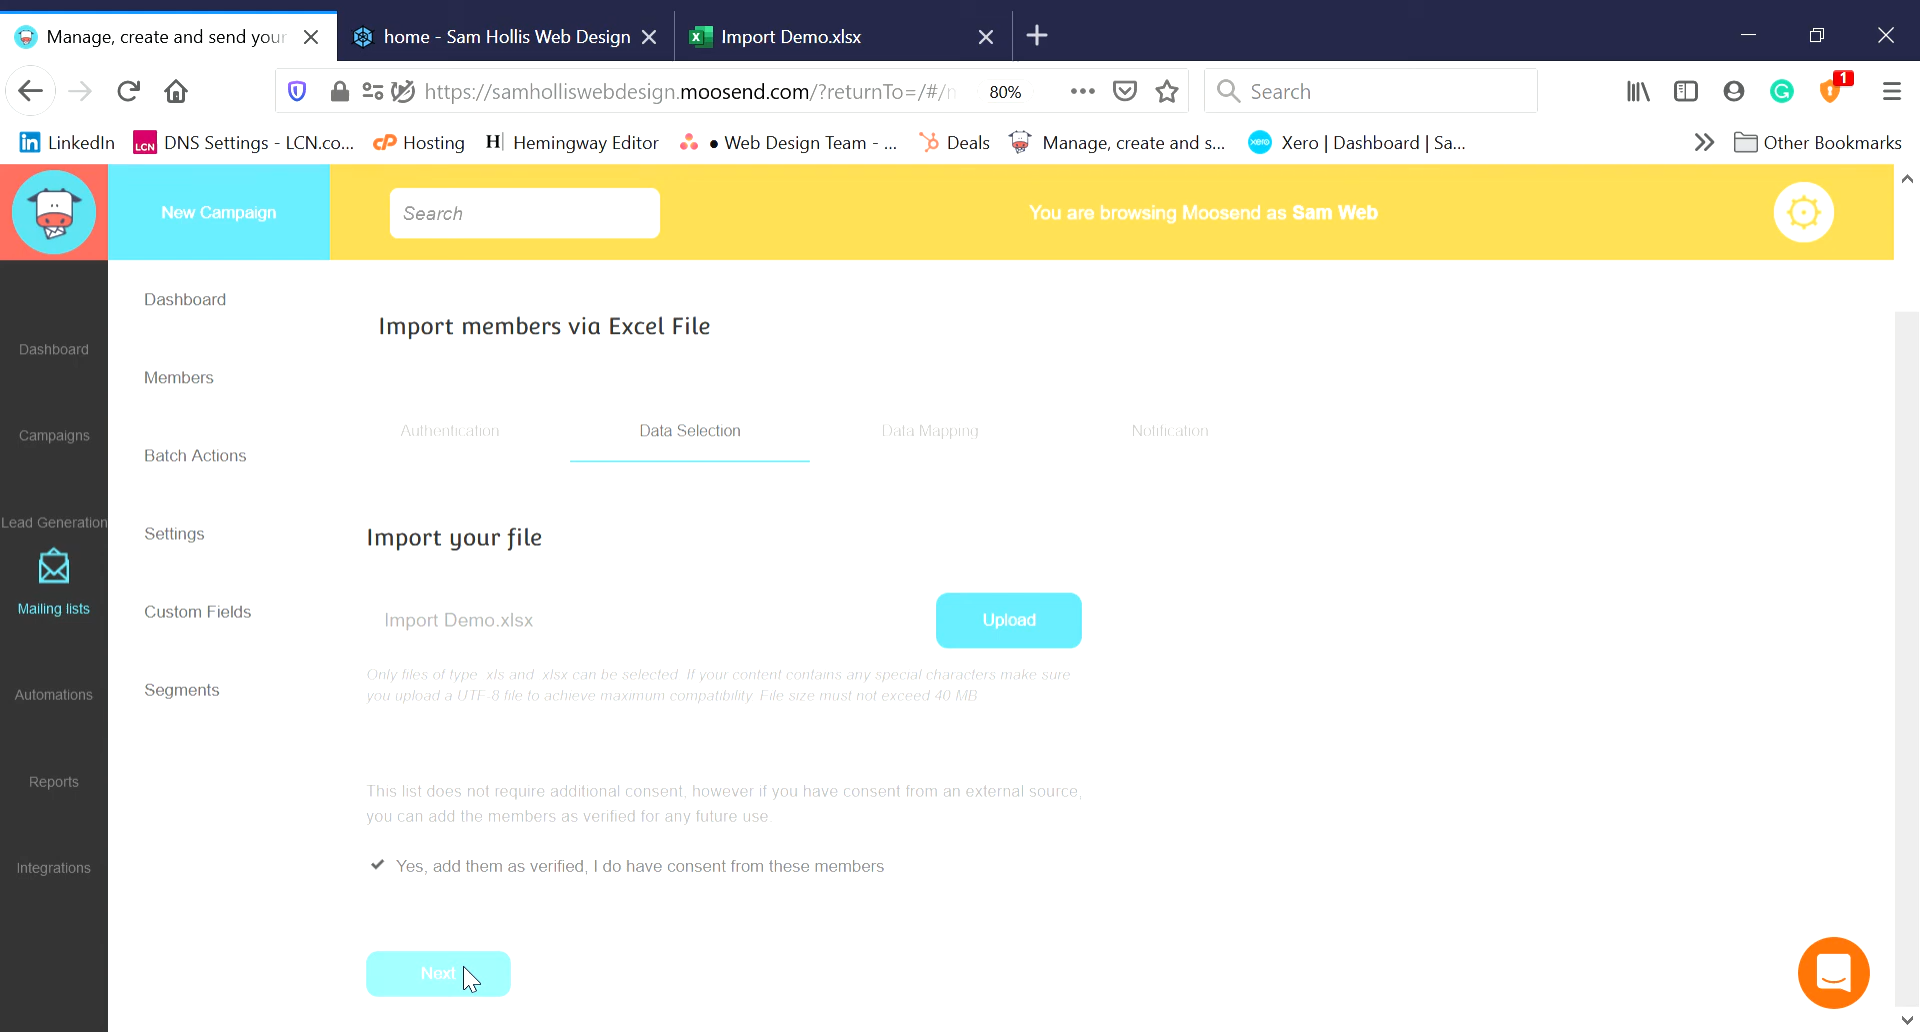 Manage, create and send your
home - Sam Hollis Web Design
Import Demo.xlsx
https://samholliswebdesign.moosend.com/?returnTo=/#/
80%
Search
1
LinkedIn
LCN
DNS Settings - LCN.co...
Hosting
Hemingway Editor
● Web Design Team - ...
Deals
Manage, create and s...
xero
Xero | Dashboard | Sa...
Other Bookmarks
New Campaign
Search
You are browsing Moosend as Sam Web
Dashboard
Campaigns
Lead Generation
Mailing lists
Automations
Reports
Integrations
Dashboard
Members
Batch Actions
Settings
Custom Fields
Segments
Import members via Excel File
Authentication
Data Selection
Data Mapping
Notification
Import your file
Import Demo.xlsx
Upload
Only files of type .xls and .xlsx can be selected. If your content contains any special characters make sure
you upload a UTF-8 file to achieve maximum compatibility. File size must not exceed 40 MB
This list does not require additional consent, however if you have consent from an external source,
you can add the members as verified for any future use.
Yes, add them as verified, I do have consent from these members
Next